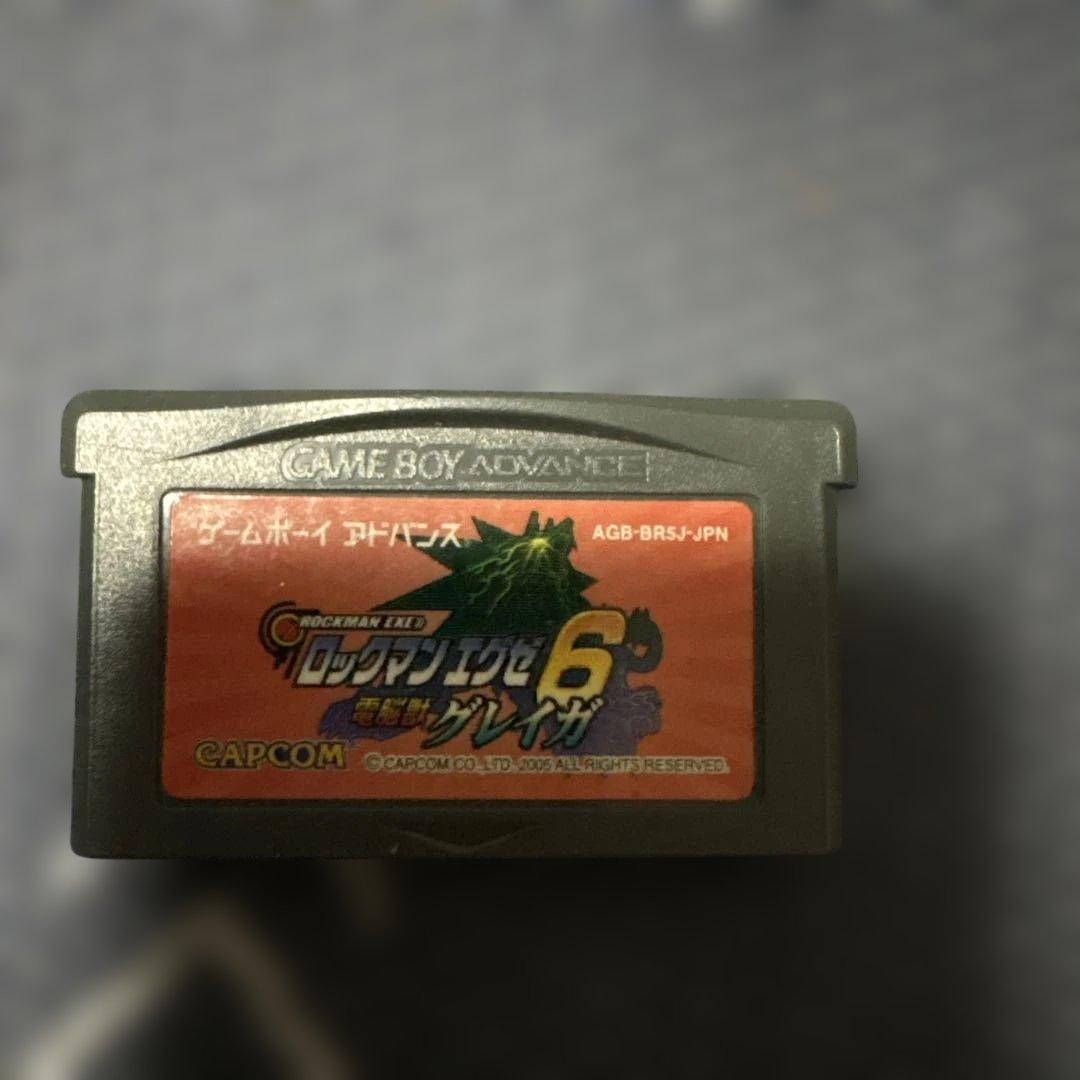 GAME BOY ADVANCE
ゲームボーイ アドバンス
AGB-BR5J-JPN
ROCKMAN EXE
ロックマン エグゼ6
電脳獣 グレイガ
CAPCOM
© CAPCOM CO., LTD. 2005 ALL RIGHTS RESERVED.